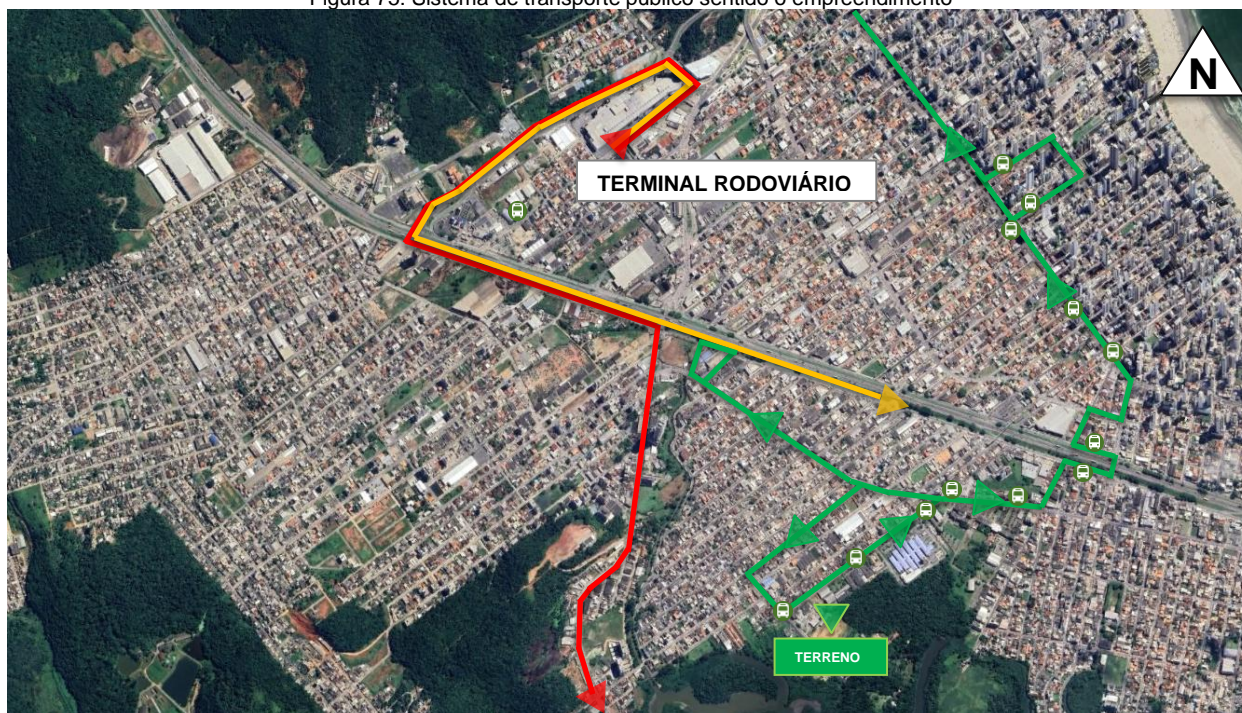 Figura 75. Sistema de transporte público sentido o empreendimento
N
TERMINAL RODOVIÁRIO
TERRENO